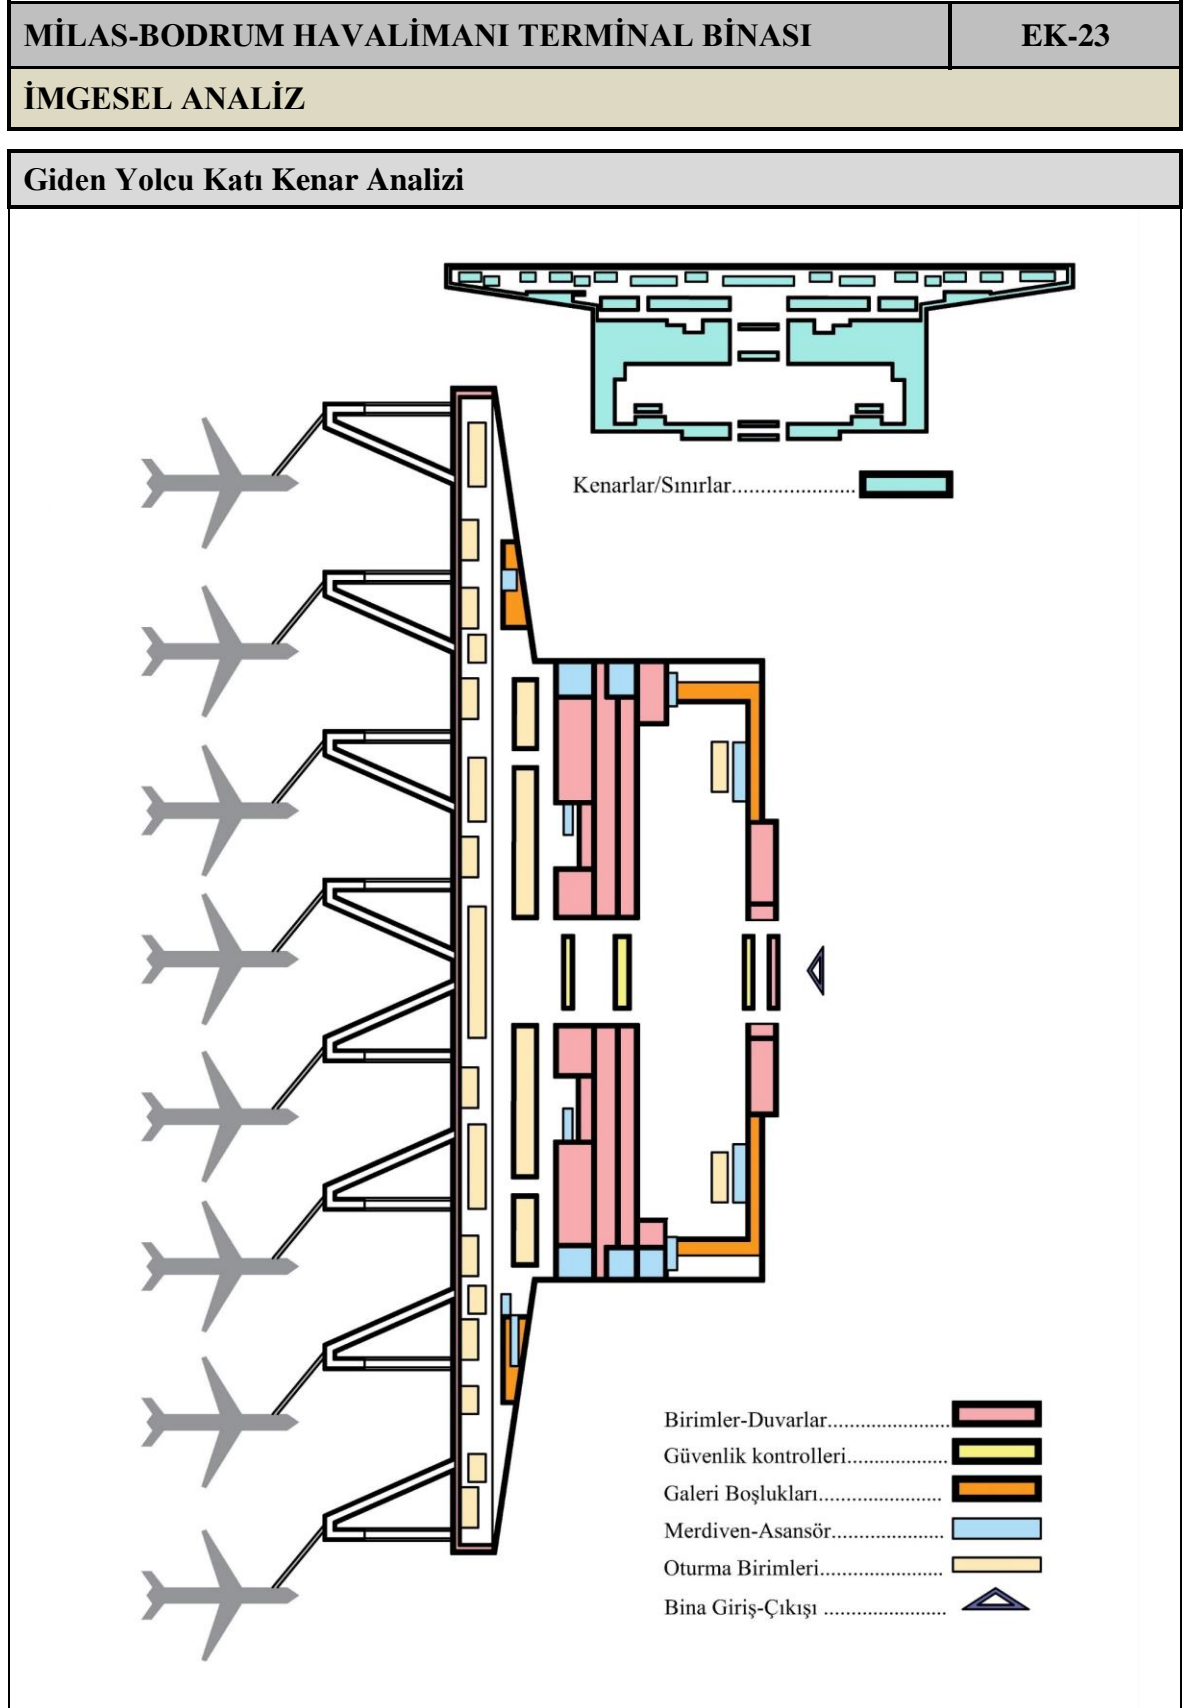 MİLAS-BODRUM HAVALİMANI TERMİNAL BİNASI EK-23
İMGESEL ANALİZ
Giden Yolcu Katı Kenar Analizi
Kenarlar/Sınırlar......................
Birimler-Duvarlar......................
Güvenlik kontrolleri..................
Galeri Boşlukları......................
Merdiven-Asansör....................
Oturma Birimleri......................
Bina Giriş-Çıkışı ......................